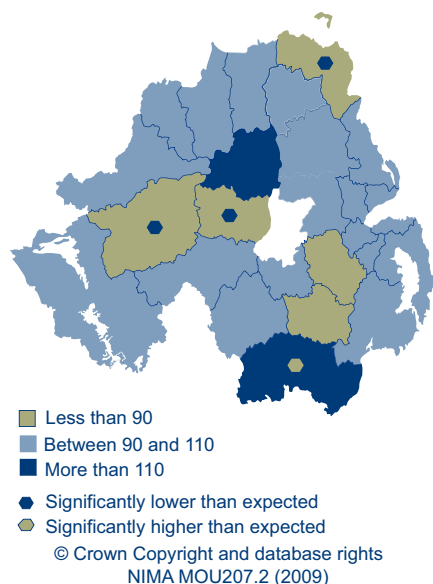 Less than 90
Between 90 and 110
More than 110
Significantly lower than expected
Significantly higher than expected
© Crown Copyright and database rights
NIMA MOU207.2 (2009)